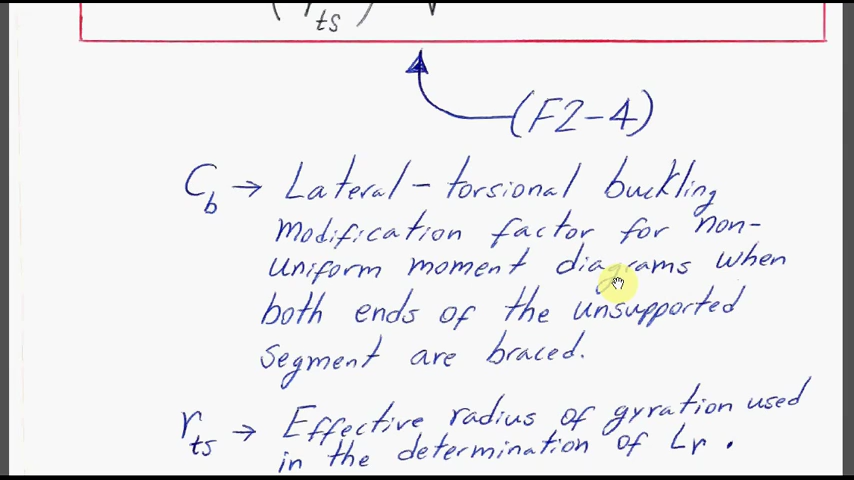 ts
(F2-4)
Cb → Lateral-torsional buckling
modification factor for non-
uniform moment diagrams when
both ends of the unsupported
segment are braced.
rts → Effective radius of gyration used
in the determination of Lr.